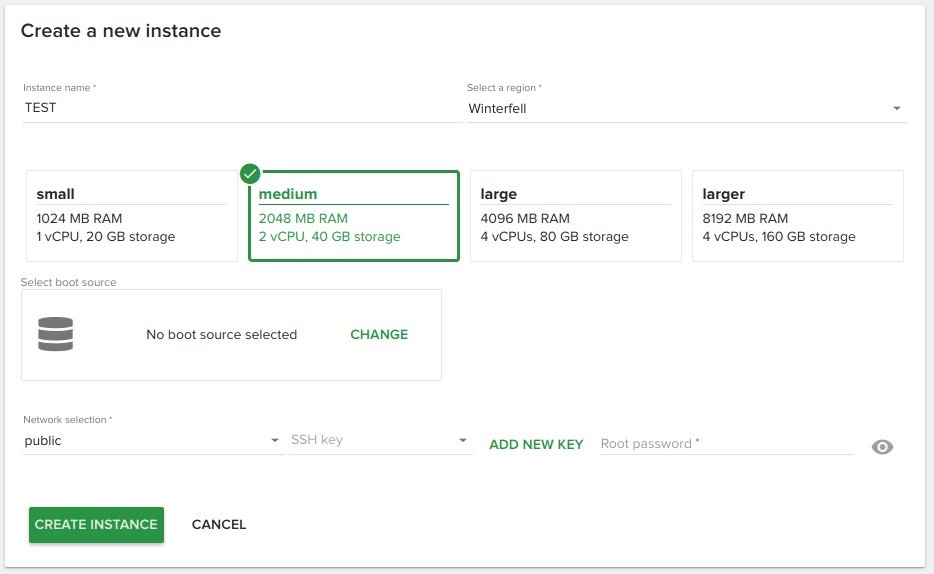 Create a new instance
Instance name *
Select a region *
TEST
Winterfell
small
1024 MB RAM
1 vCPU, 20 GB storage
medium
2048 MB RAM
2 vCPU, 40 GB storage
large
4096 MB RAM
4 vCPUs, 80 GB storage
larger
8192 MB RAM
4 vCPUs, 160 GB storage
Select boot source
No boot source selected
CHANGE
Network selection *
public
SSH key
ADD NEW KEY
Root password *
CREATE INSTANCE
CANCEL